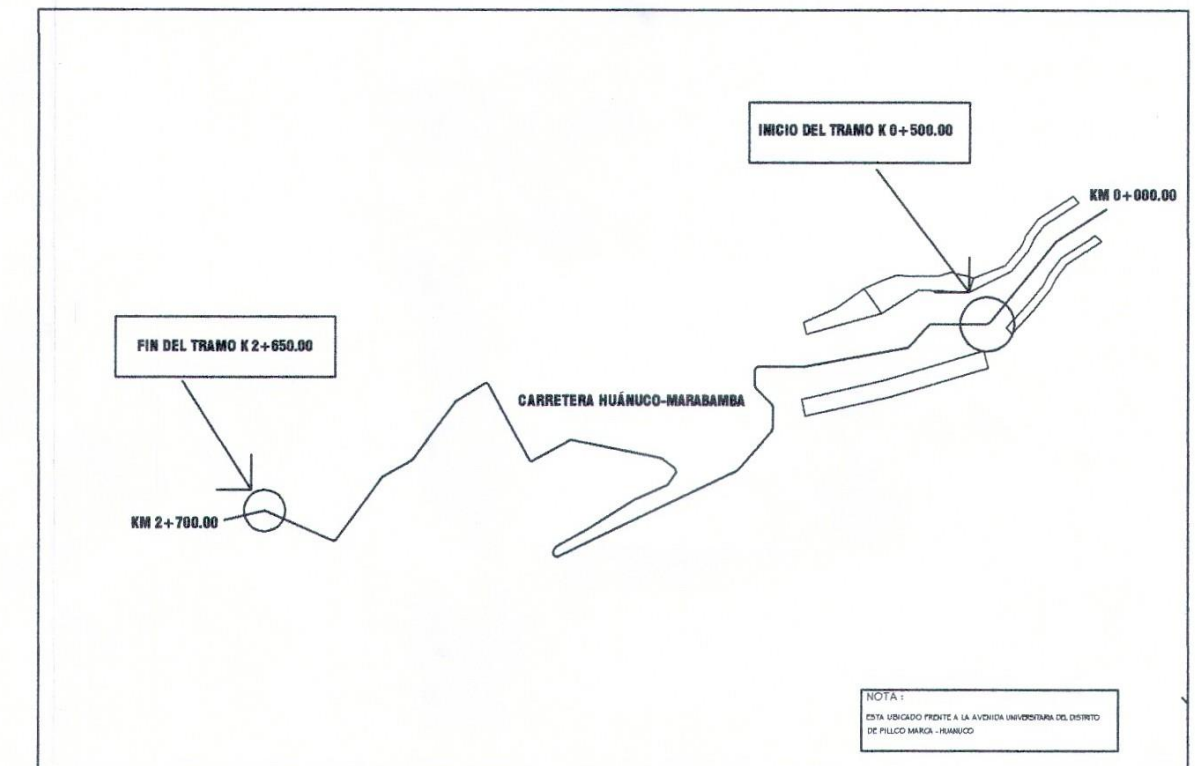 INICIO DEL TRAMO K 0+500.00
KM 0+000.00
FIN DEL TRAMO K 2+650.00
CARRETERA HUÁNUCO-MARABAMBA
KM 2+700.00
NOTA :
ESTA UBICADO FRENTE A LA AVENIDA UNIVERSITARIA DEL DISTRITO
DE PILLCO MARCA - HUANUCO